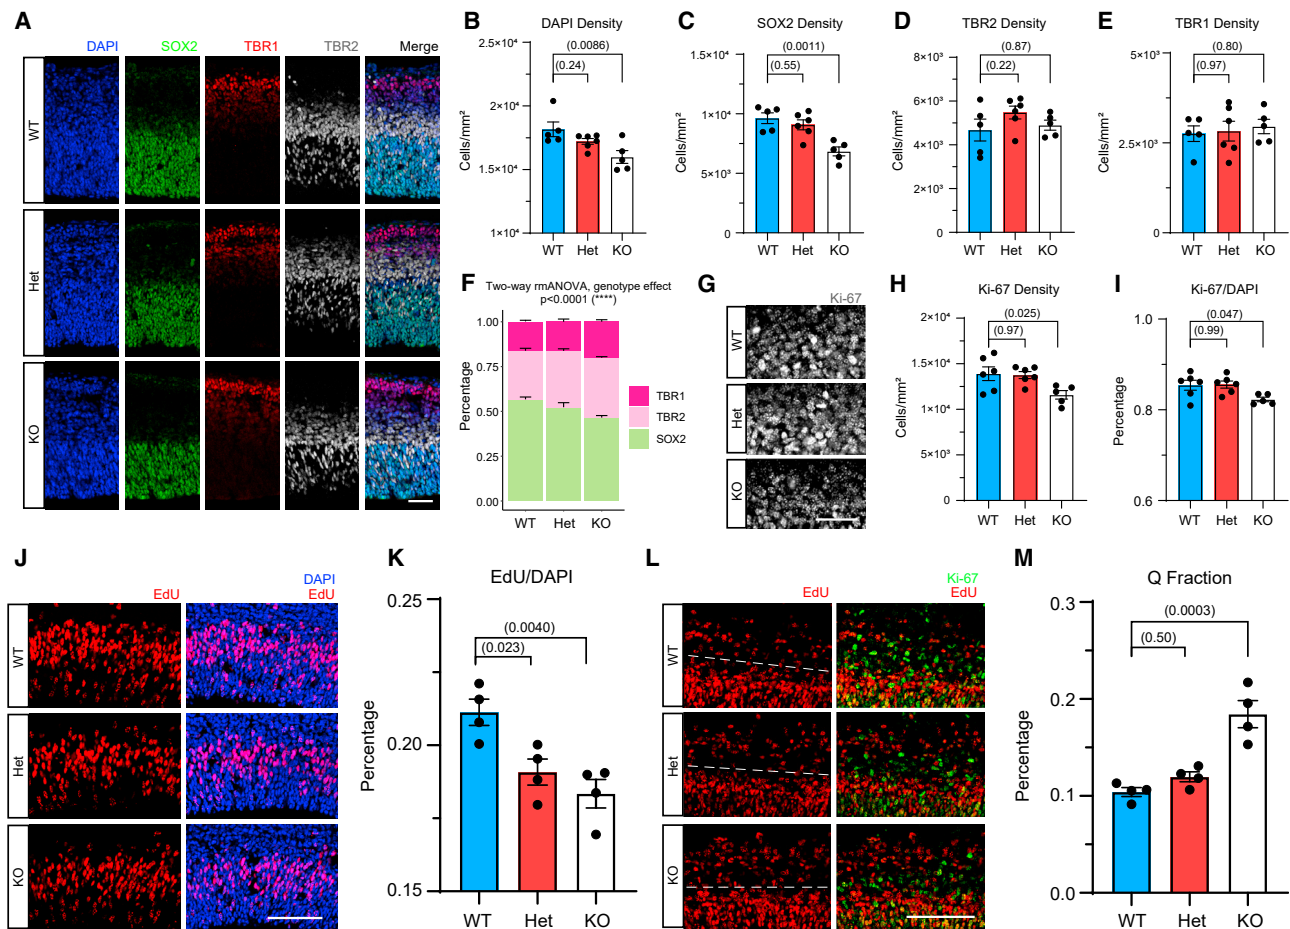 A
DAPI SOX2 TBR1 TBR2 Merge
WT
Het
KO
B
DAPI Density
(0.0086)
(0.24)
2.5×10⁴
2×10⁴
1.5×10⁴
1×10⁴
Cells/mm²
WT Het KO
C
SOX2 Density
(0.0011)
(0.55)
1.5×10⁴
1×10⁴
5×10³
0
Cells/mm²
WT Het KO
D
TBR2 Density
(0.87)
(0.22)
8×10³
6×10³
4×10³
2×10³
0
Cells/mm²
WT Het KO
E
TBR1 Density
(0.80)
(0.97)
5×10³
2.5×10³
0
Cells/mm²
WT Het KO
F
Two-way rmANOVA, genotype effect
p<0.0001 (****)
1.00
0.75
0.50
0.25
0.00
Percentage
WT Het KO
TBR1
TBR2
SOX2
G
Ki-67
WT
Het
KO
H
Ki-67 Density
(0.025)
(0.97)
2×10⁴
1.5×10⁴
1×10⁴
5×10³
0
Cells/mm²
WT Het KO
I
Ki-67/DAPI
(0.047)
(0.99)
1.0
0.8
0.6
Percentage
WT Het KO
J
DAPI
EdU EdU
WT
Het
KO
K
EdU/DAPI
(0.0040)
(0.023)
0.25
0.20
0.15
Percentage
WT Het KO
L
Ki-67
EdU EdU
WT
Het
KO
M
Q Fraction
(0.0003)
(0.50)
0.3
0.2
0.1
0.0
Percentage
WT Het KO